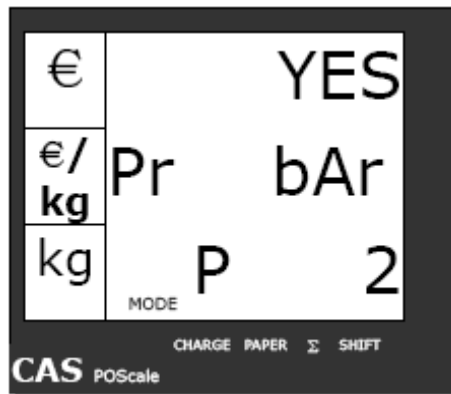 € YES
€/ kg Pr bAr
kg P 2
MODE
CHARGE PAPER Σ SHIFT
CAS POScale